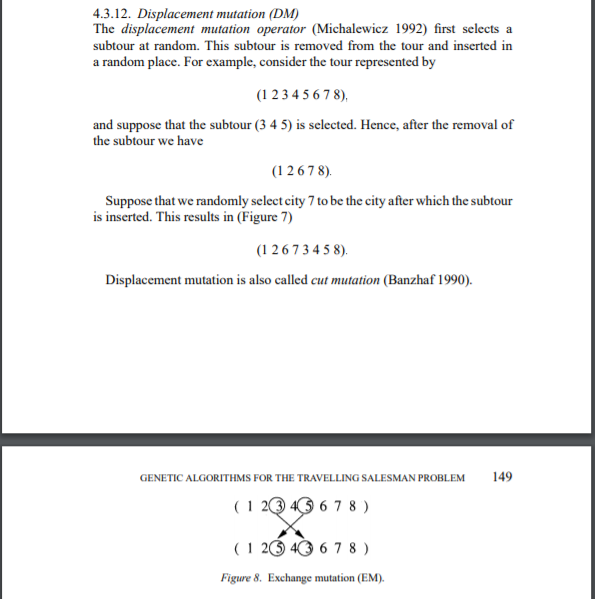 4.3.12. Displacement mutation (DM)
The displacement mutation operator (Michalewicz 1992) first selects a
subtour at random. This subtour is removed from the tour and inserted in
a random place. For example, consider the tour represented by
(1 2 3 4 5 6 7 8),
and suppose that the subtour (3 4 5) is selected. Hence, after the removal of
the subtour we have
(1 2 6 7 8).
Suppose that we randomly select city 7 to be the city after which the subtour
is inserted. This results in (Figure 7)
(1 2 6 7 3 4 5 8).
Displacement mutation is also called cut mutation (Banzhaf 1990).
GENETIC ALGORITHMS FOR THE TRAVELLING SALESMAN PROBLEM 149
( 1 2 3 4 5 6 7 8 )
( 1 2 5 4 3 6 7 8 )
Figure 8. Exchange mutation (EM).